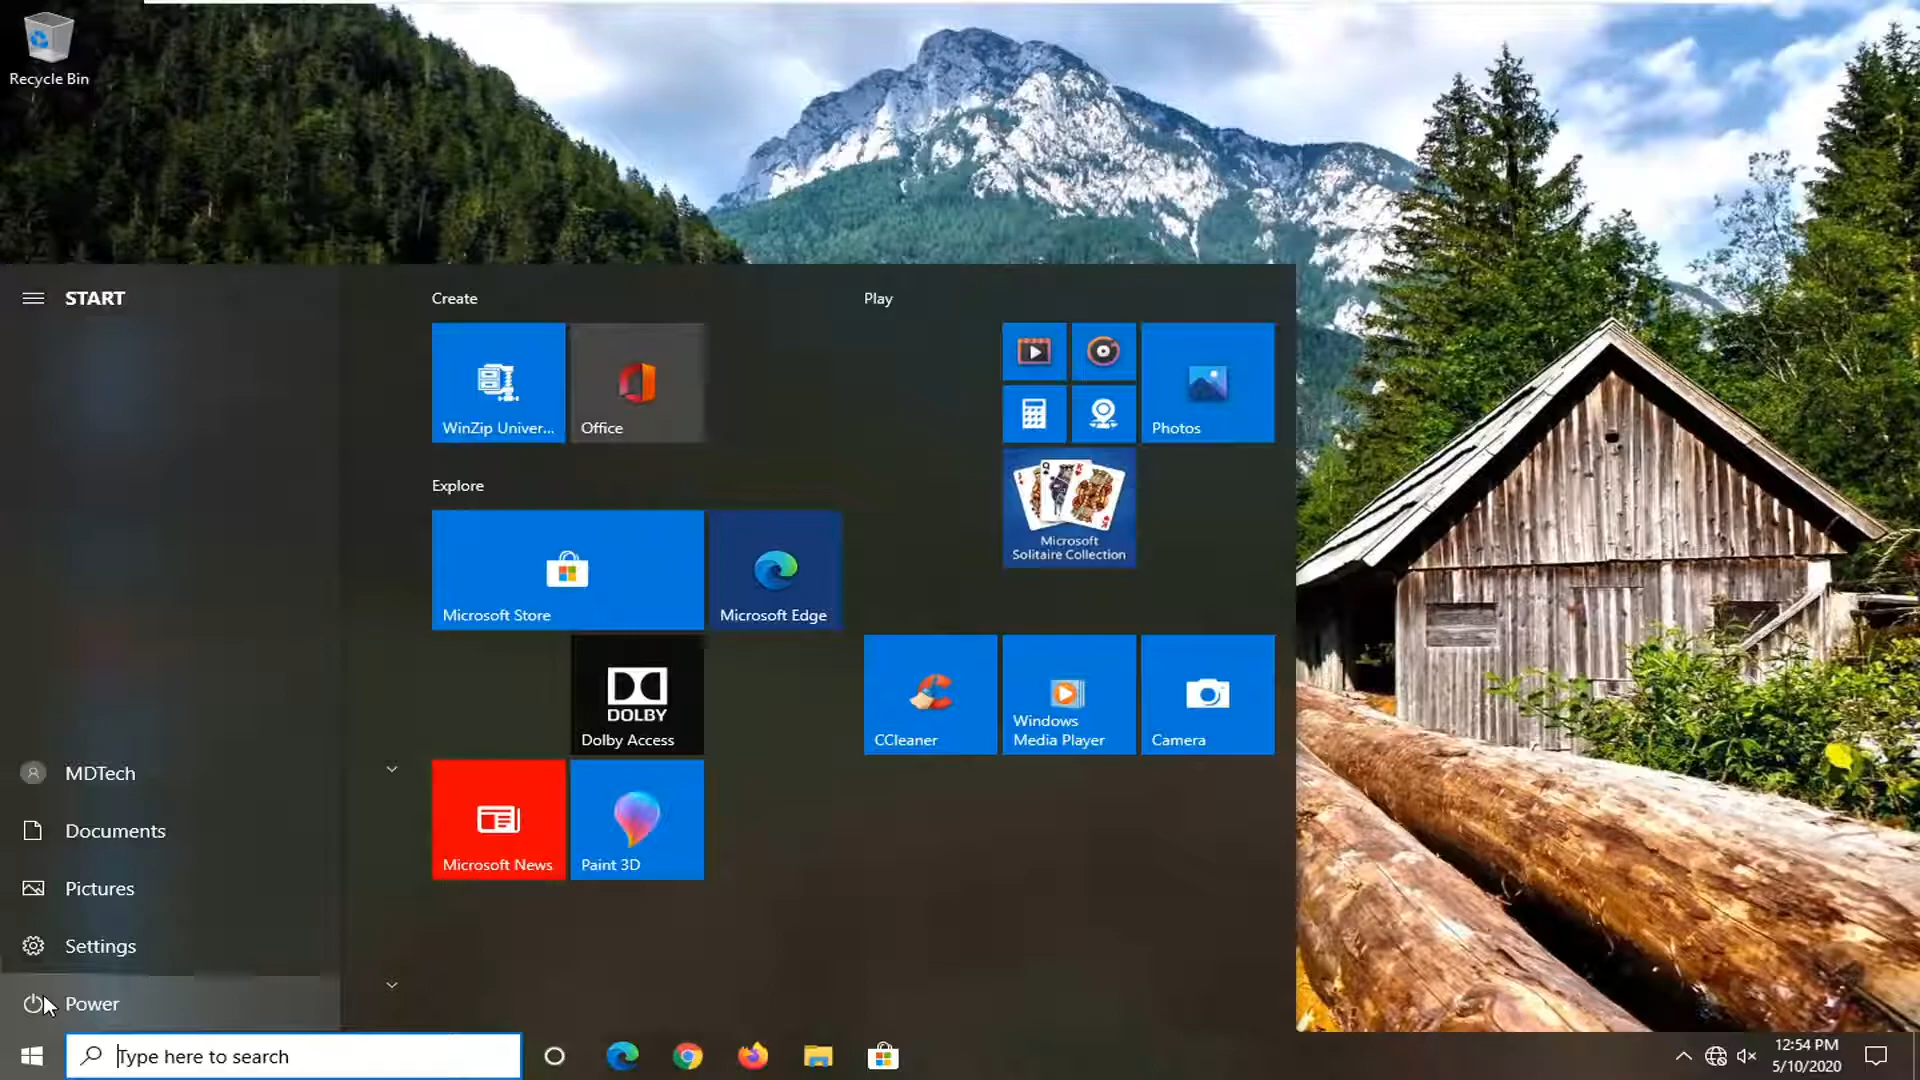 Recycle Bin
START
Create
Play
WinZip Univer...
Office
Photos
Explore
Microsoft
Solitaire Collection
Microsoft Store
Microsoft Edge
DOLBY
Dolby Access
CCleaner
Windows
Media Player
Camera
MDTech
Documents
Microsoft News
Paint 3D
Pictures
Settings
Power
Type here to search
12:54 PM
5/10/2020